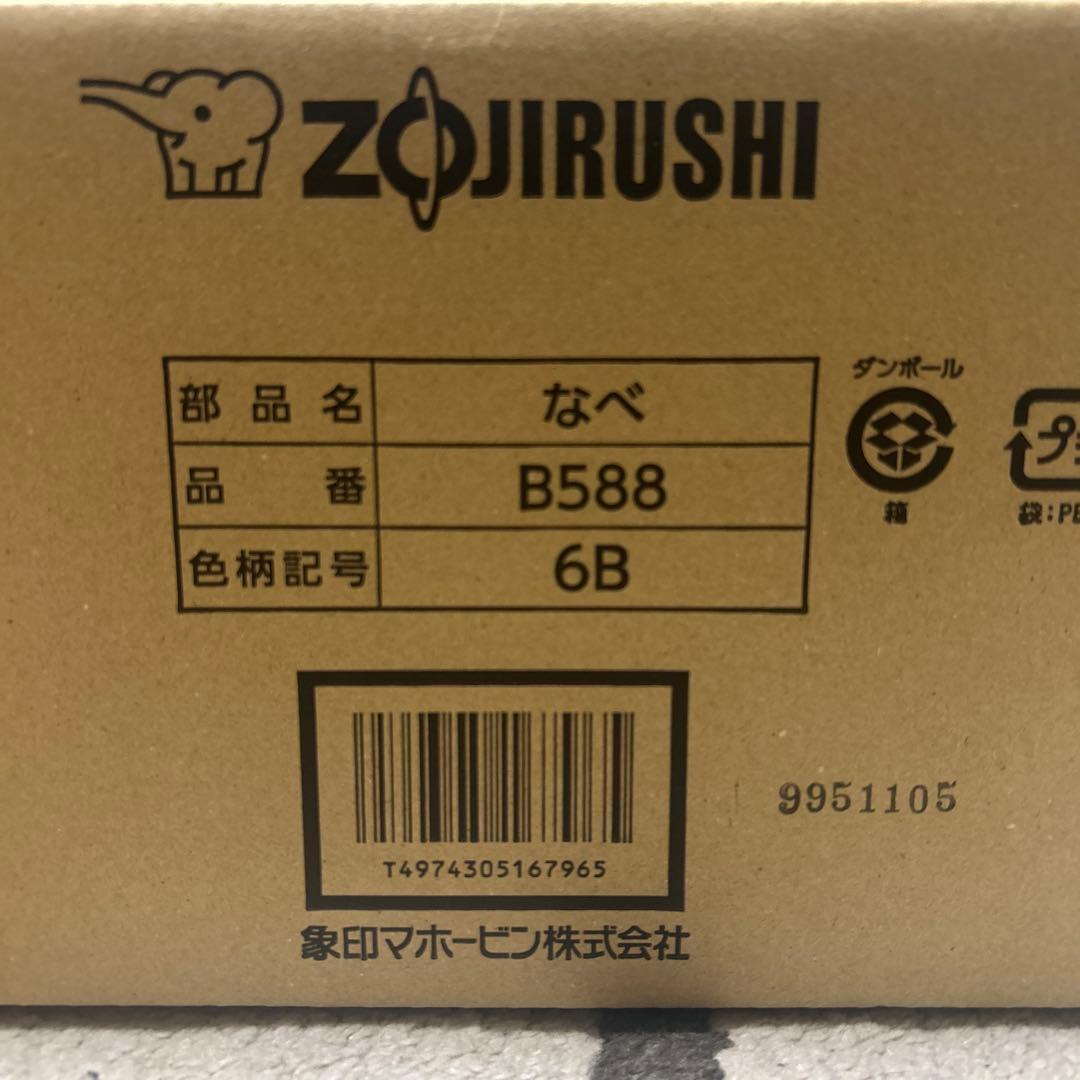 ZOJIRUSHI
部品名 なべ
品番 B588
色柄記号 6B
ダンボール
箱
プ
袋:PE
T4974305167965
9951105
象印マホービン株式会社